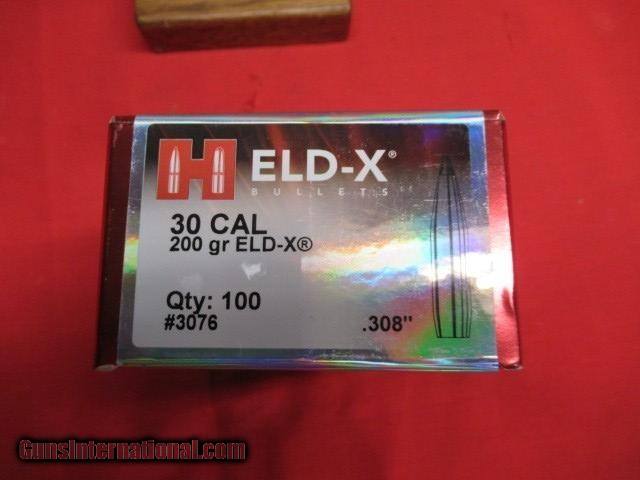 H ELD-X®
BULLETS
30 CAL
200 gr ELD-X®
Qty: 100
#3076
.308"
GunsInternational.com